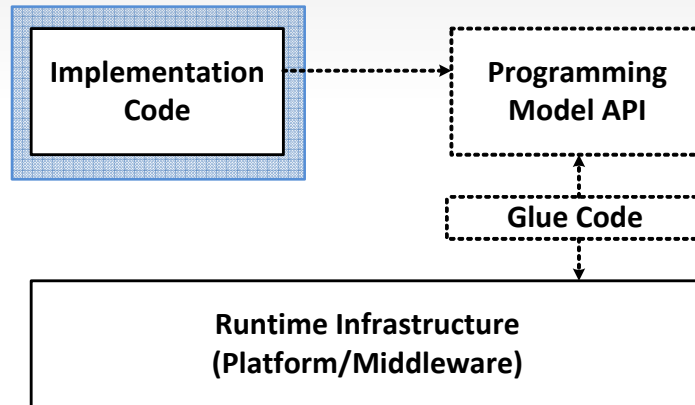 Implementation
Code
Programming
Model API
Glue Code
Runtime Infrastructure
(Platform/Middleware)